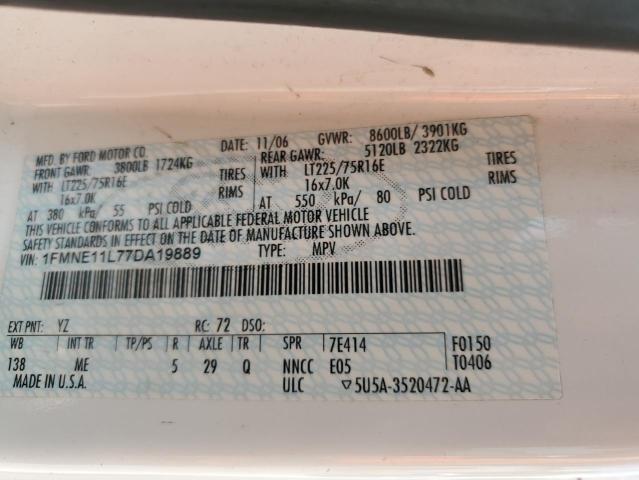 MFD. BY FORD MOTOR CO. DATE: 11/06 GVWR: 8600LB/ 3901KG
FRONT GAWR: 3800LB 1724KG REAR GAWR: 5120LB 2322KG
WITH LT225/75R16E TIRES WITH LT225/75R16E TIRES
16x7.0K RIMS 16x7.0K RIMS
AT 380 kPa/ 55 PSI COLD AT 550 kPa/ 80 PSI COLD
THIS VEHICLE CONFORMS TO ALL APPLICABLE FEDERAL MOTOR VEHICLE
SAFETY STANDARDS IN EFFECT ON THE DATE OF MANUFACTURE SHOWN ABOVE.
VIN: 1FMNE11L77DA19889 TYPE: MPV
EXT PNT: YZ RC: 72 DSO:
WB INT TR TP/PS R AXLE TR SPR 7E414 F0150
138 ME 5 29 Q NNCC E05 T0406
MADE IN U.S.A. ULC ▽5U5A-3520472-AA